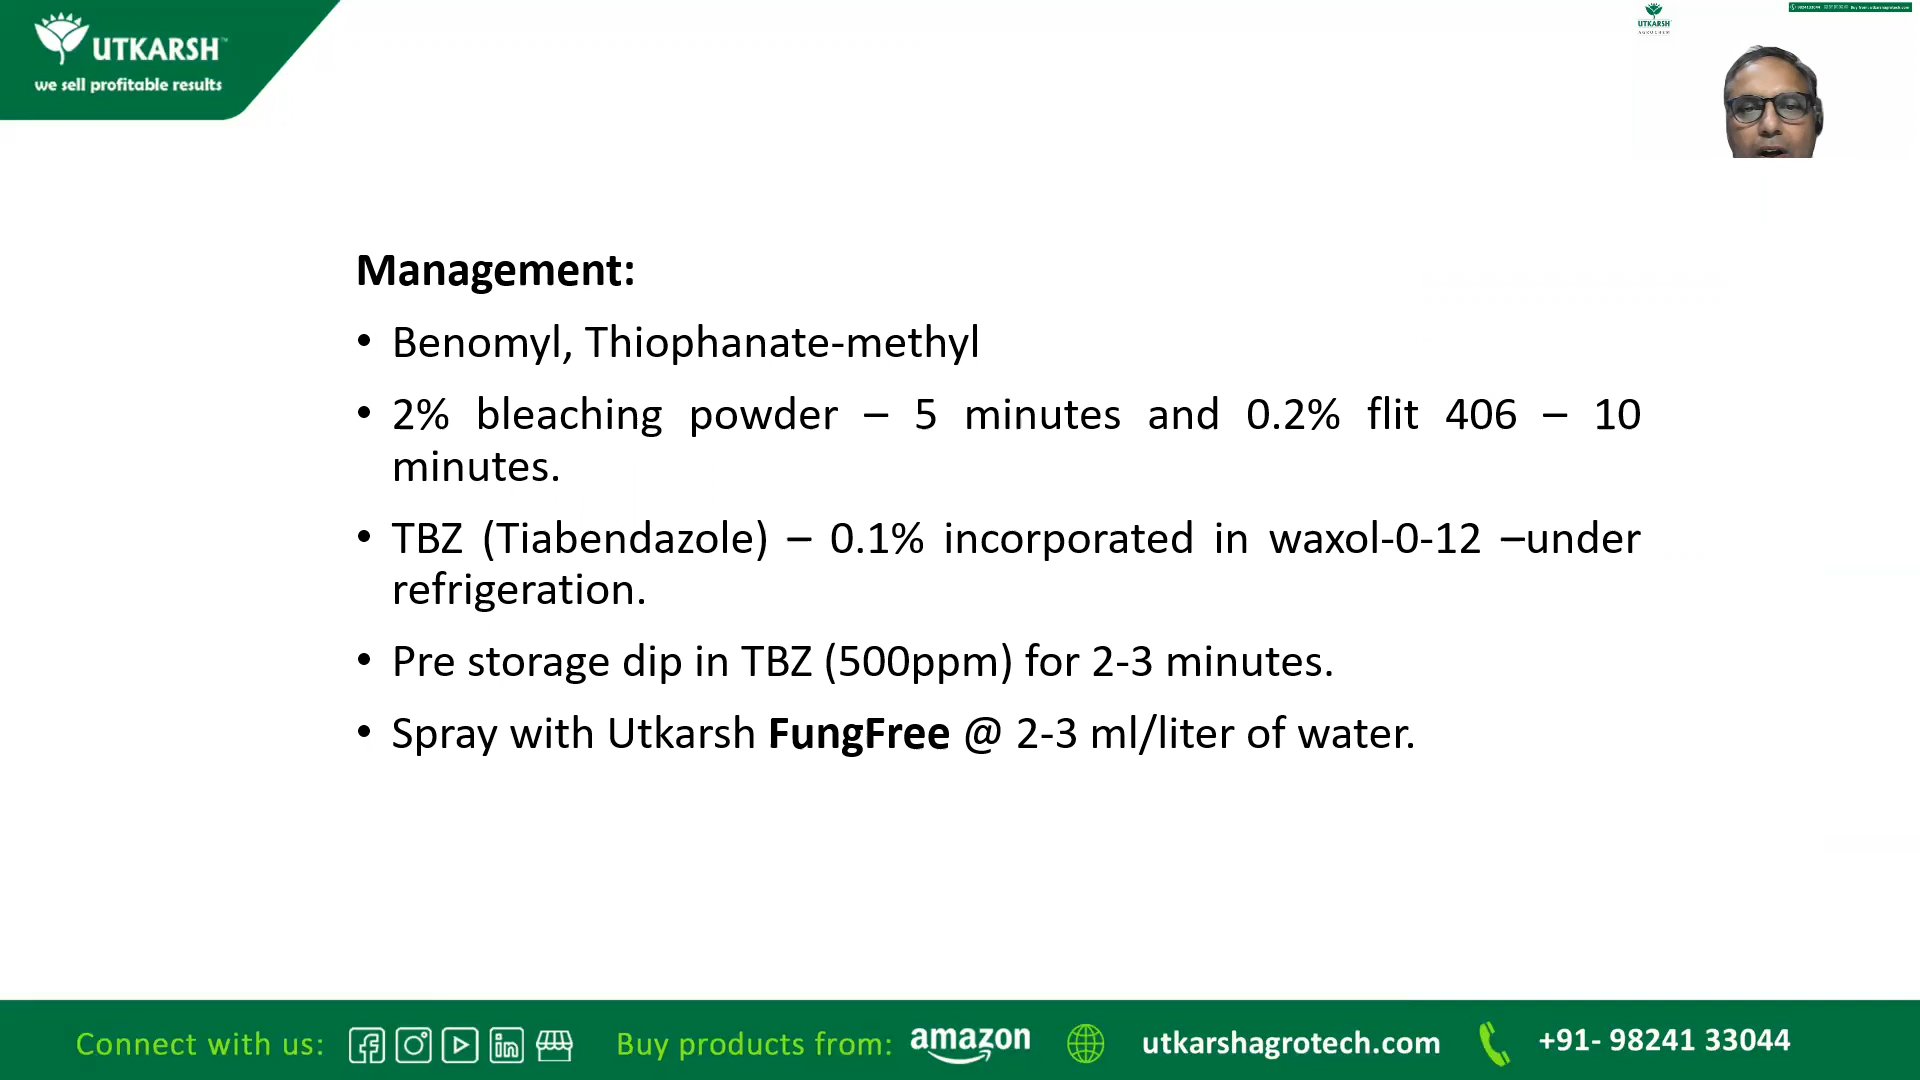 UTKARSH™
we sell profitable results
UTKARSH
AGROCHEM
Management:
• Benomyl, Thiophanate-methyl
• 2% bleaching powder – 5 minutes and 0.2% flit 406 – 10
minutes.
• TBZ (Tiabendazole) – 0.1% incorporated in waxol-0-12 –under
refrigeration.
• Pre storage dip in TBZ (500ppm) for 2-3 minutes.
• Spray with Utkarsh FungFree @ 2-3 ml/liter of water.
Connect with us: Buy products from: amazon utkarshagrotech.com +91- 98241 33044